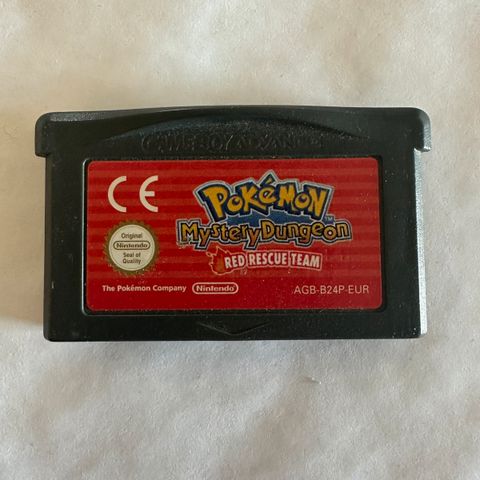 GAME BOY ADVANCE
CE
POKéMON
Mystery Dungeon
RED RESCUE TEAM
Original
Nintendo
Seal of
Quality
The Pokémon Company Nintendo AGB-B24P-EUR